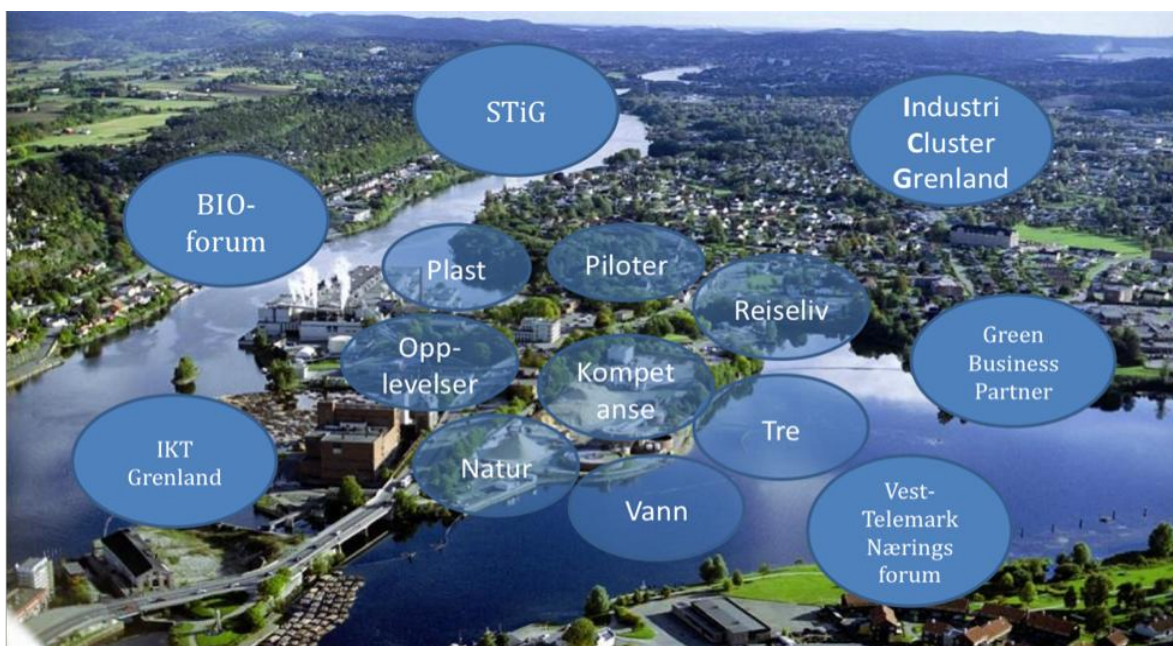 STiG
Industri
Cluster
Grenland
BIO-
forum
Plast
Piloter
Reiseliv
Opp-
levelser
Kompet
anse
Green
Business
Partner
Tre
IKT
Grenland
Natur
Vann
Vest-
Telemark
Nærings
forum